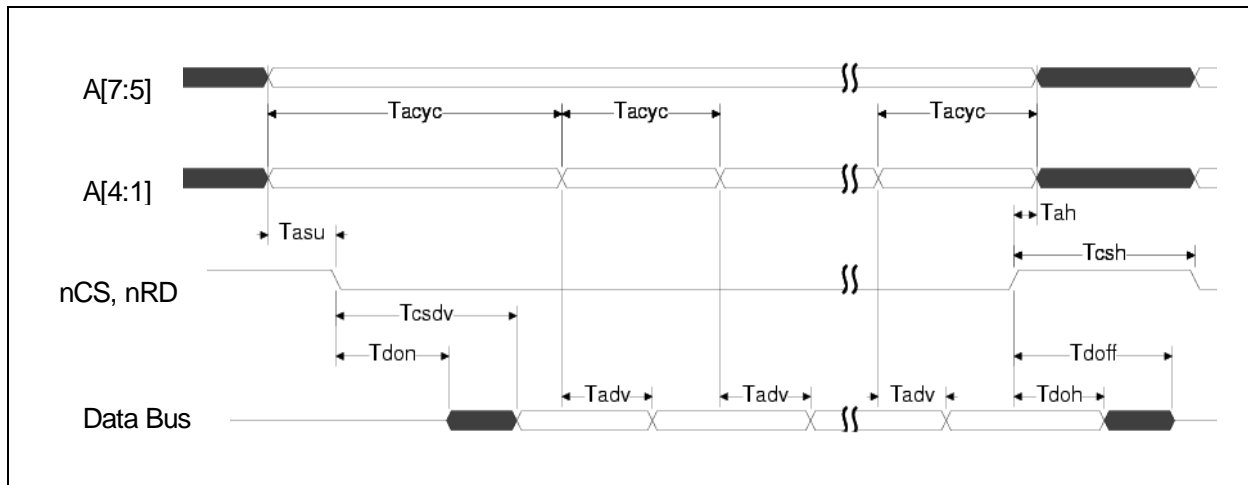 A[7:5]
Tacyc Tacyc Tacyc
A[4:1]
Tasu Tah
Tcsh
nCS, nRD
Tcsdv
Tdon Tdoff
Tadv Tadv Tadv Tdoh
Data Bus